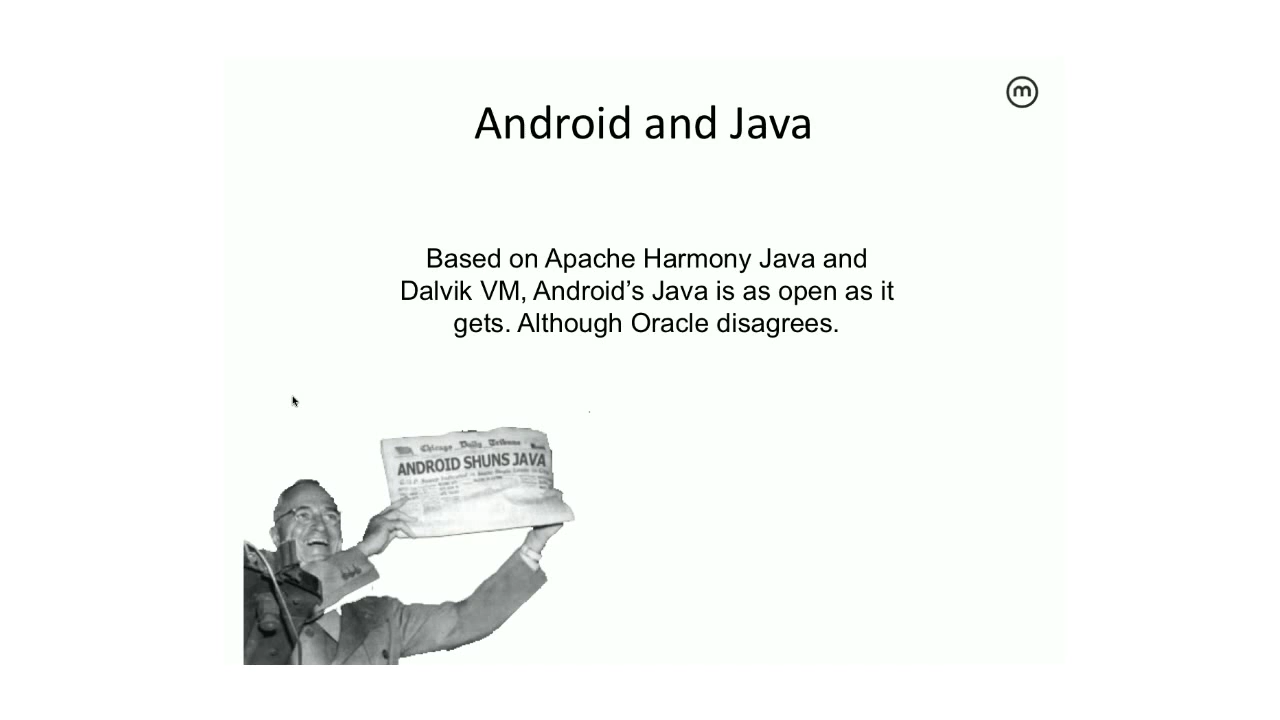 m
Android and Java
Based on Apache Harmony Java and
Dalvik VM, Android’s Java is as open as it
gets. Although Oracle disagrees.
Chicago Daily Tribune
ANDROID SHUNS JAVA